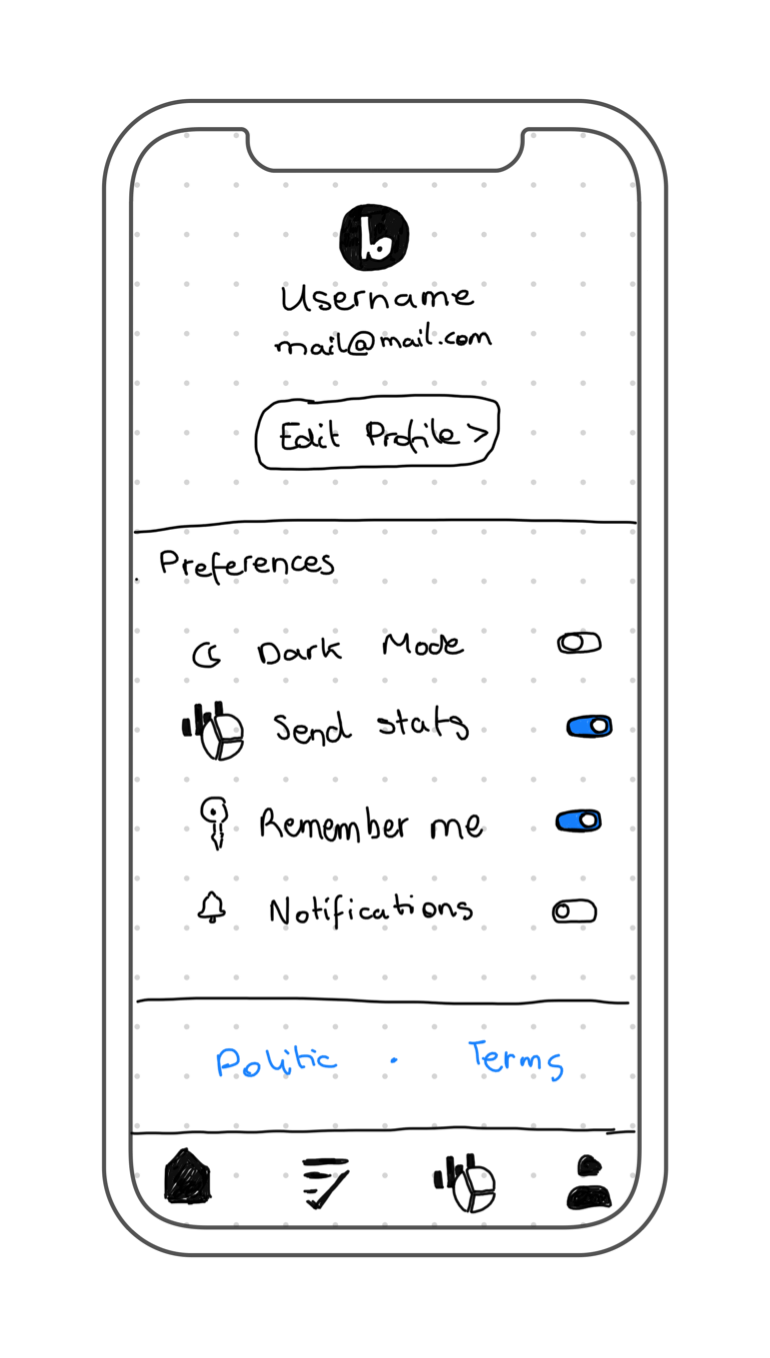 b
Username
mail@mail.com
Edit Profile >
Preferences
Dark Mode
Send stats
Remember me
Notifications
Politic · Terms